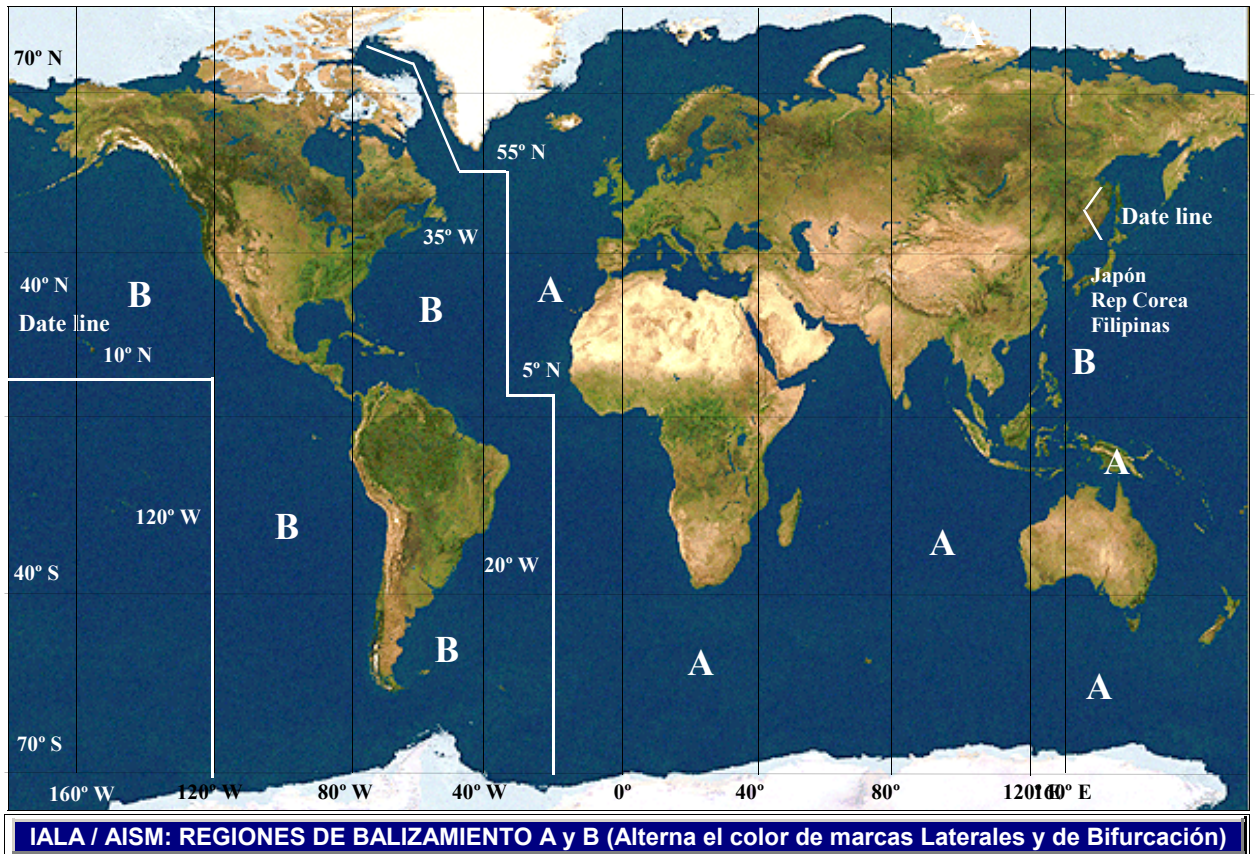 A
70º N
55º N
35º W
Date line
40º N
B
B
A
Japón
Rep Corea
Filipinas
Date line
10º N
5º N
B
A
120º W
B
A
40º S
20º W
B
A
A
70º S
160º W
120º W
80º W
40º W
0º
40º
80º
120º E
160º E
IALA / AISM: REGIONES DE BALIZAMIENTO A y B (Alterna el color de marcas Laterales y de Bifurcación)